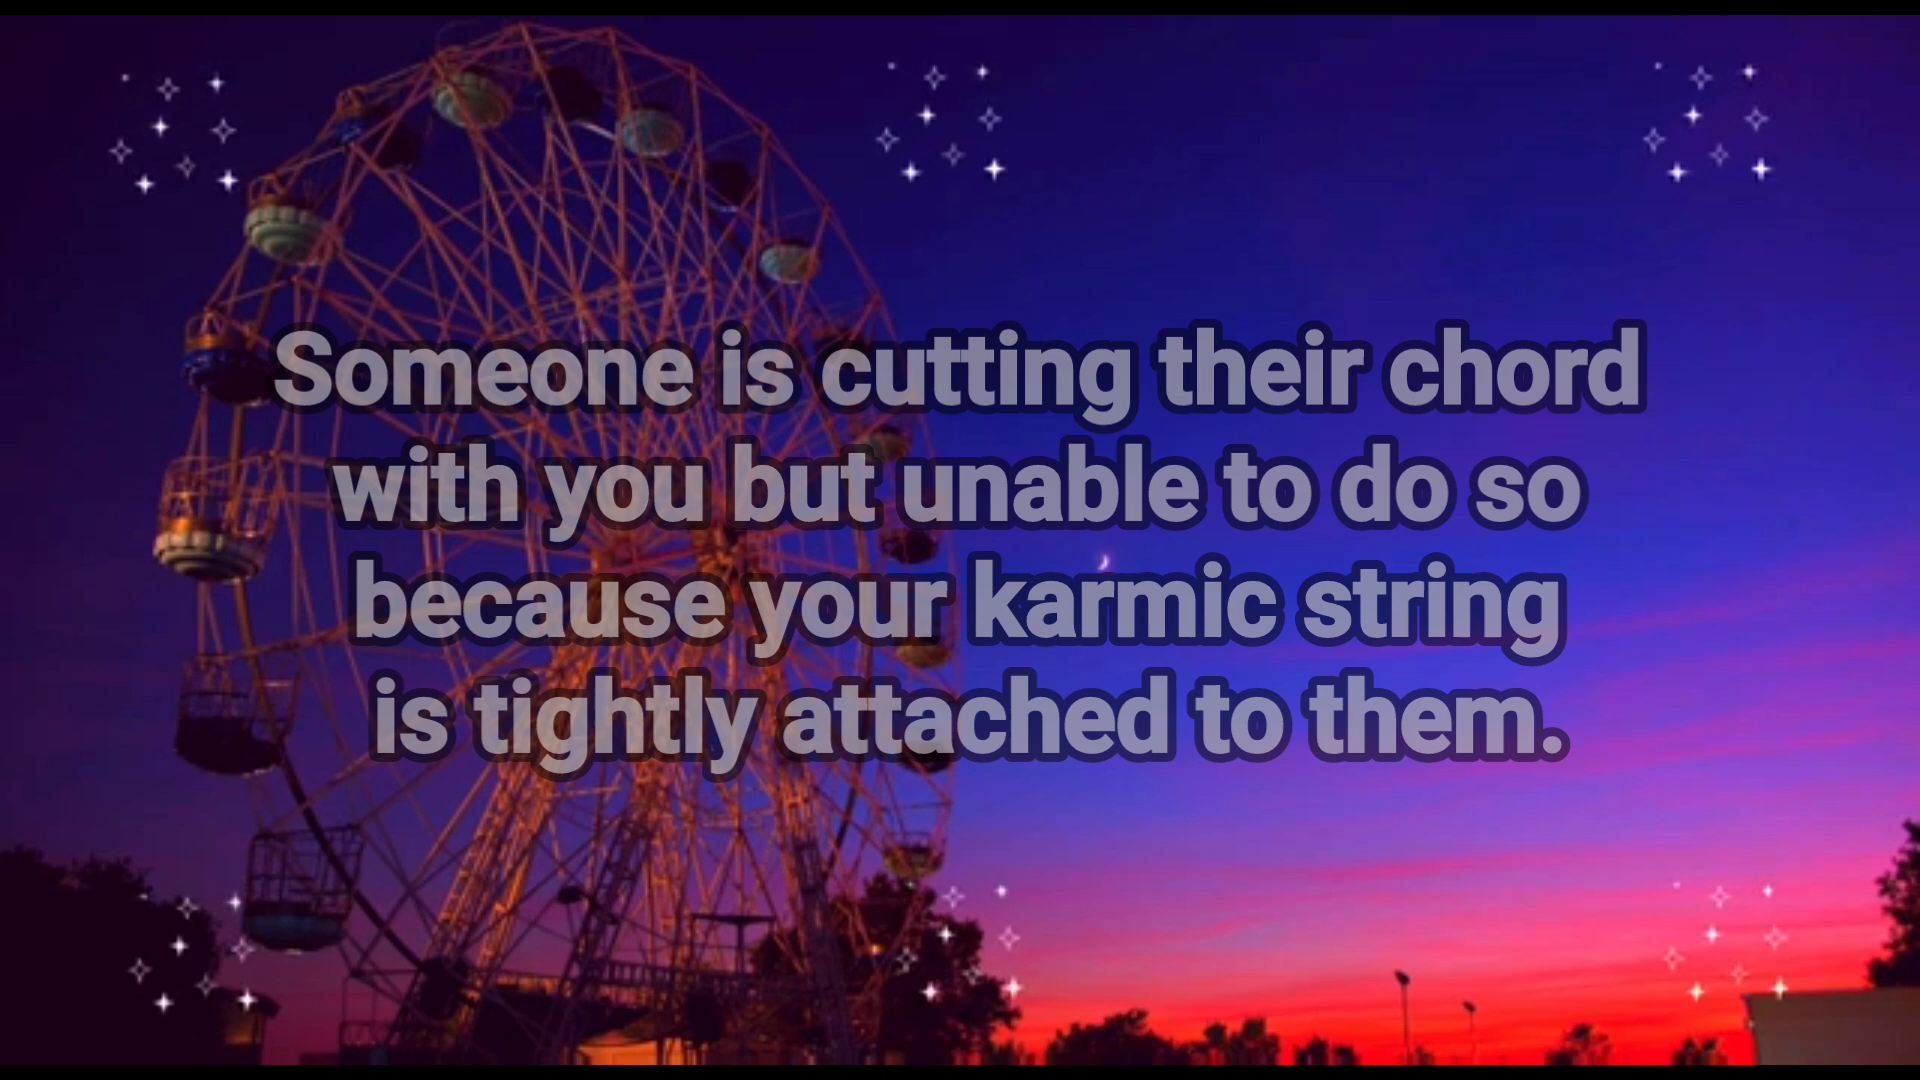 Someone is cutting their chord
with you but unable to do so
because your karmic string
is tightly attached to them.